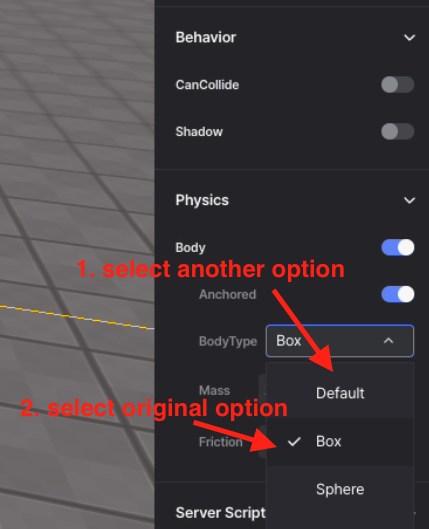 Behavior
CanCollide
Shadow
Physics
Body
1. select another option
Anchored
BodyType Box
Default
Mass
2. select original option
Box
Friction
Sphere
Server Script